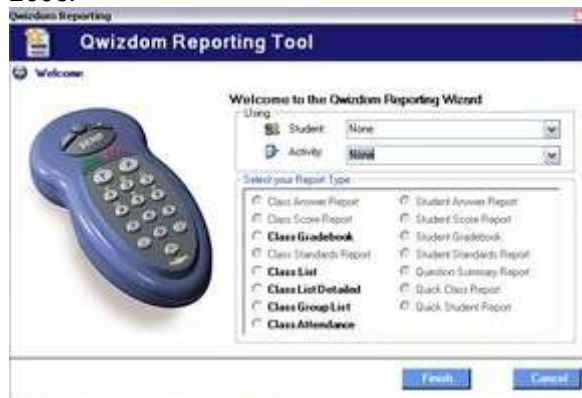 Qwizdom Reporting
Qwizdom Reporting Tool
Welcome
Welcome to the Qwizdom Reporting Wizard
Using
Student: None
Activity: None
Select your Report Type
Class Answer Report Student Answer Report
Class Score Report Student Score Report
Class Gradebook Student Gradebook
Class Standards Report Student Standards Report
Class List Question Summary Report
Class List Detailed Quick Class Report
Class Group List Quick Student Report
Class Attendance
Finish Cancel